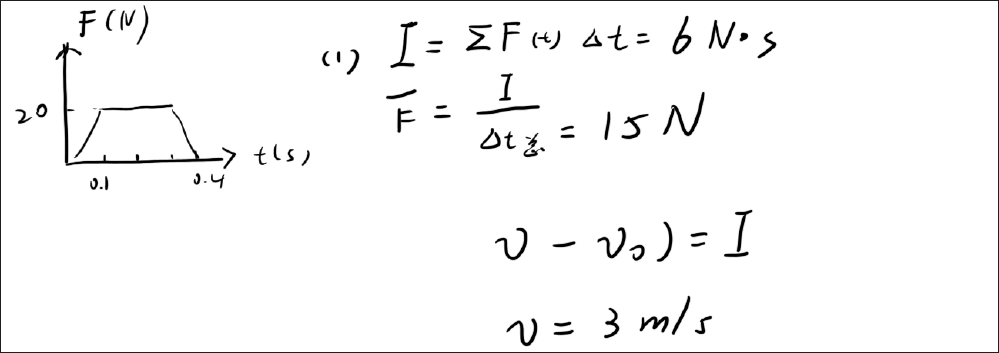 F(N)
20
0.1
0.4
t(s)
(1) I = ΣF(t) Δt = 6 N·s
F̅ = I / Δt总 = 15 N
v - v₀) = I
v = 3 m/s